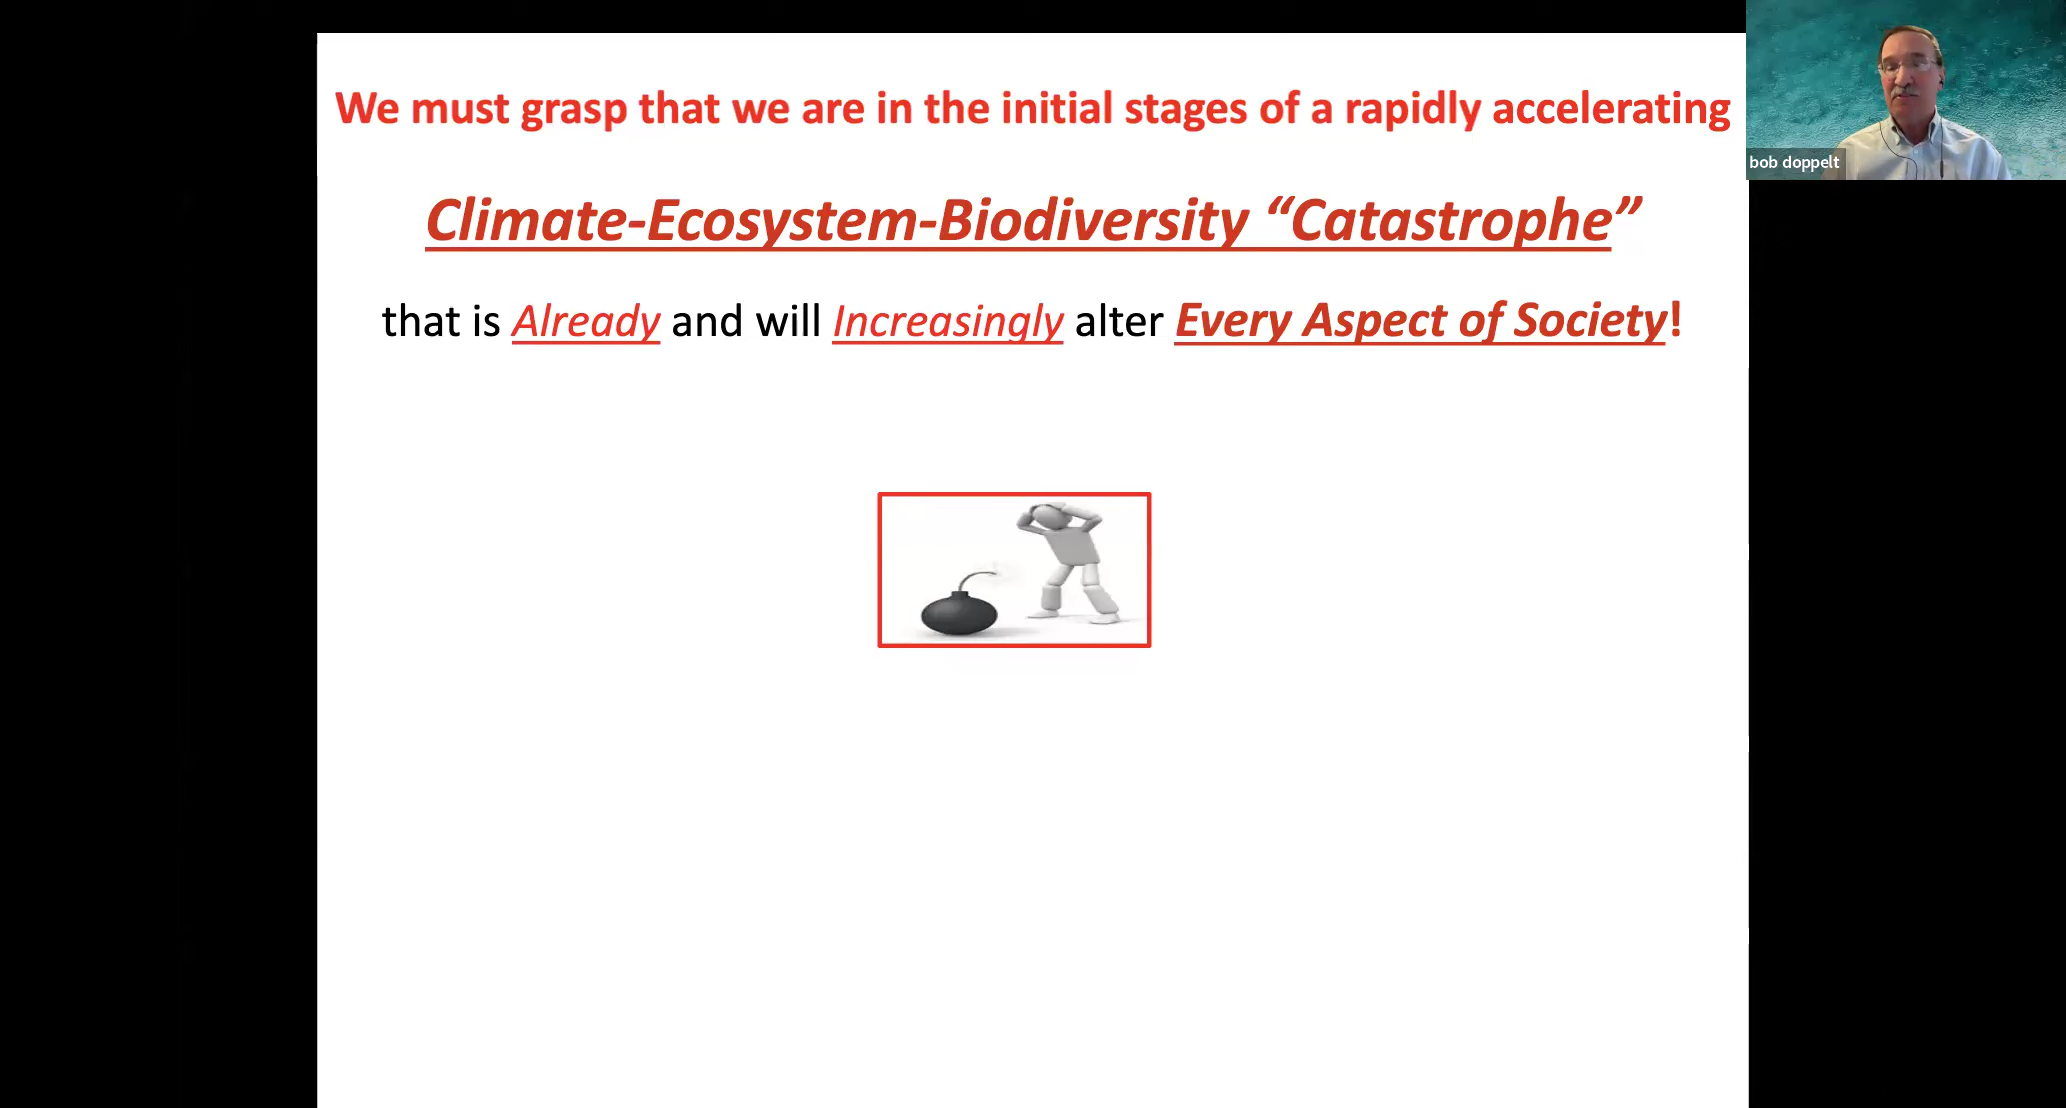 We must grasp that we are in the initial stages of a rapidly accelerating
Climate-Ecosystem-Biodiversity “Catastrophe”
that is Already and will Increasingly alter Every Aspect of Society!
bob doppelt